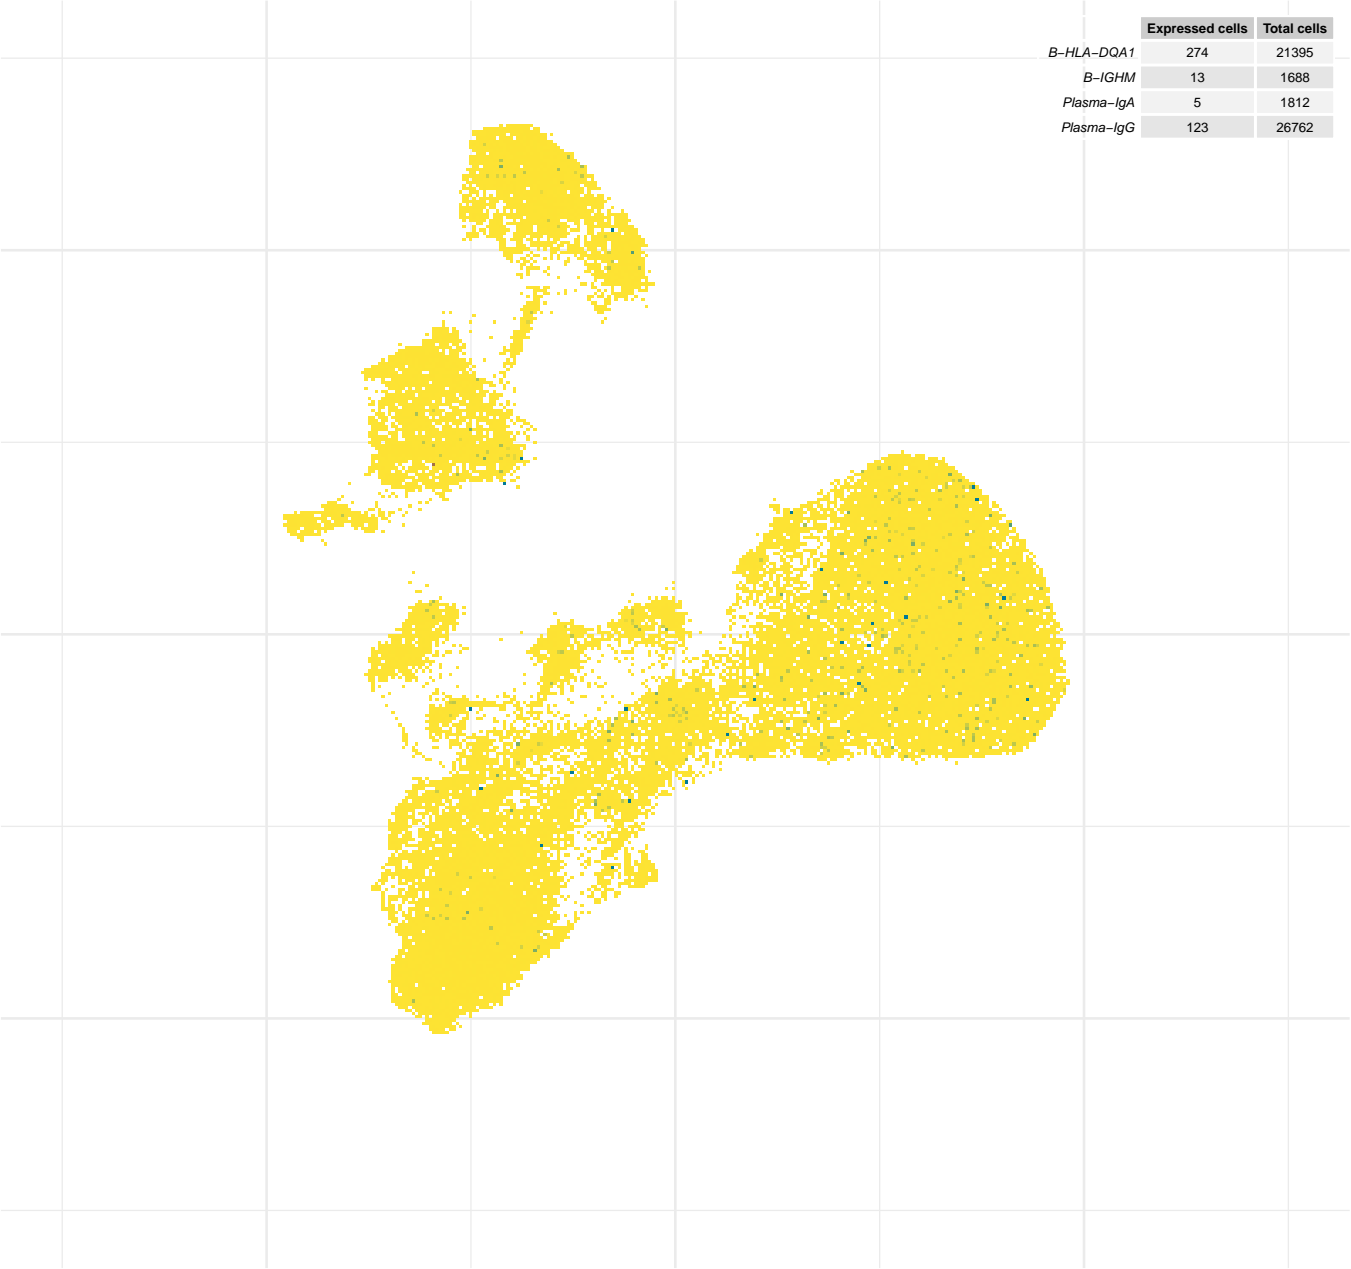 Expressed cells Total cells
B−HLA−DQA1 274 21395
B−IGHM 13 1688
Plasma−IgA 5 1812
Plasma−IgG 123 26762